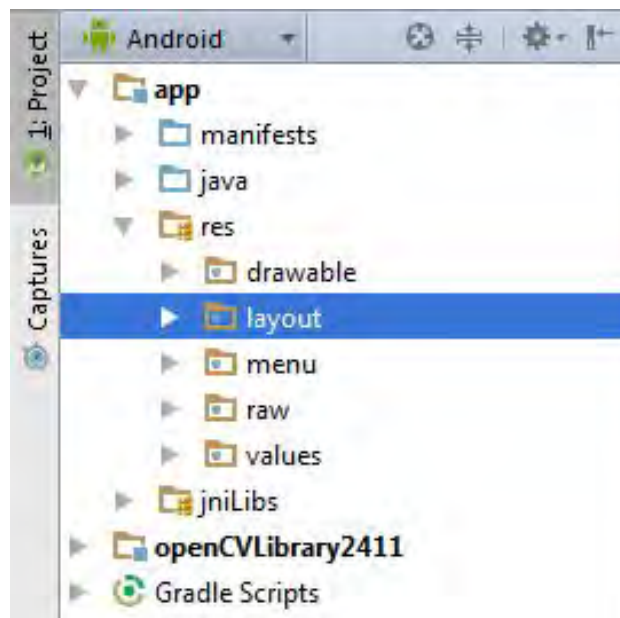 1: Project
Captures
Android
app
manifests
java
res
drawable
layout
menu
raw
values
jniLibs
openCVLibrary2411
Gradle Scripts